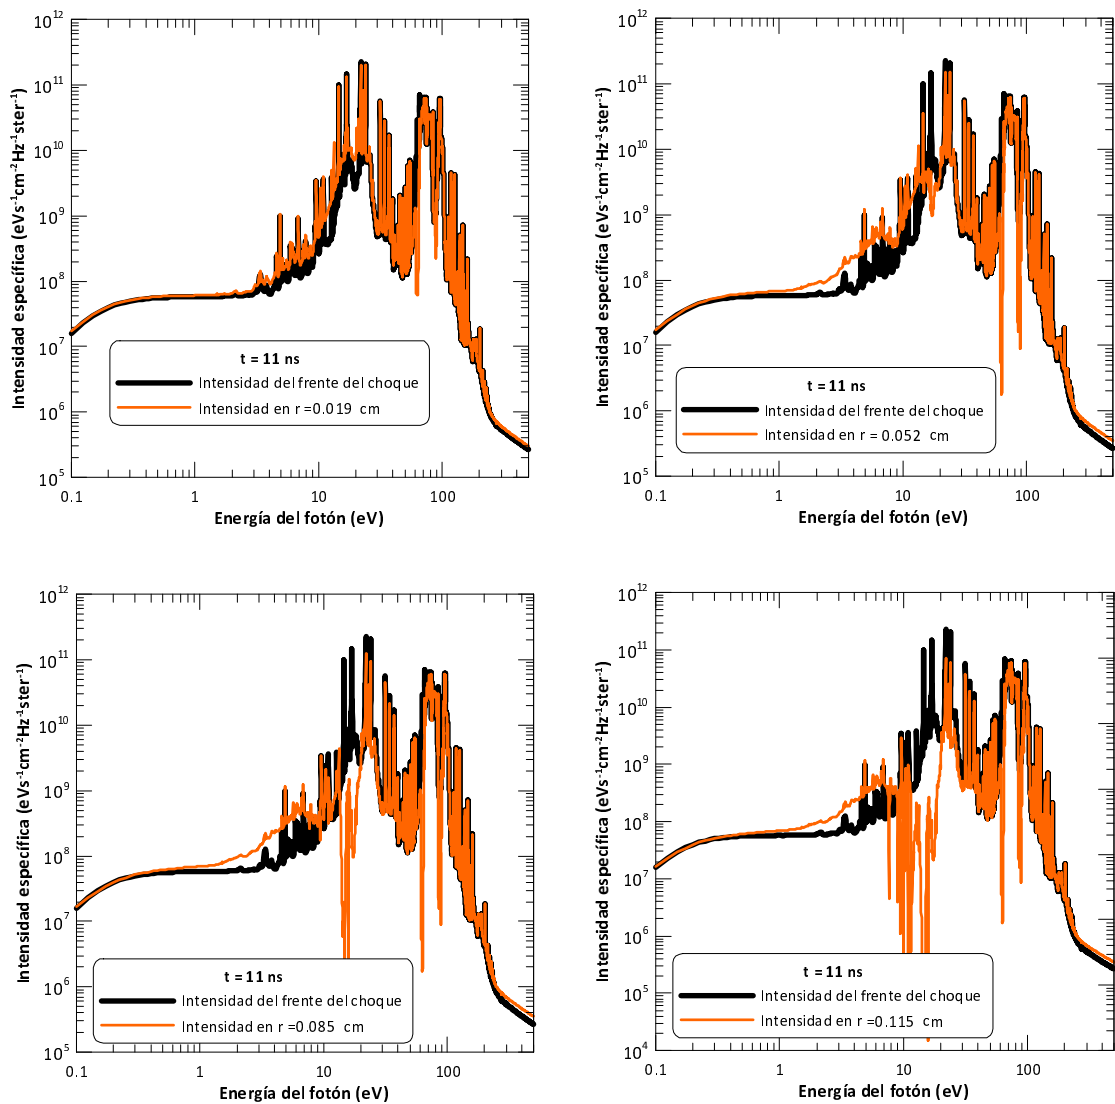 10^12
10^11
10^10
10^9
10^8
10^7
10^6
10^5
Intensidad específica (eVs^-1cm^-2Hz^-1ster^-1)
t = 11 ns
Intensidad del frente del choque
Intensidad en r =0.019 cm
0.1 1 10 100
Energía del fotón (eV)
10^12
10^11
10^10
10^9
10^8
10^7
10^6
10^5
Intensidad específica (eVs^-1cm^-2Hz^-1ster^-1)
t = 11 ns
Intensidad del frente del choque
Intensidad en r = 0.052 cm
0.1 1 10 100
Energía del fotón (eV)
10^12
10^11
10^10
10^9
10^8
10^7
10^6
10^5
Intensidad específica (eVs^-1cm^-2Hz^-1ster^-1)
t = 11 ns
Intensidad del frente del choque
Intensidad en r =0.085 cm
0.1 1 10 100
Energía del fotón (eV)
10^12
10^11
10^10
10^9
10^8
10^7
10^6
10^5
10^4
Intensidad específica (eVs^-1cm^-2Hz^-1ster^-1)
t = 11 ns
Intensidad del frente del choque
Intensidad en r =0.115 cm
0.1 1 10 100
Energía del fotón (eV)